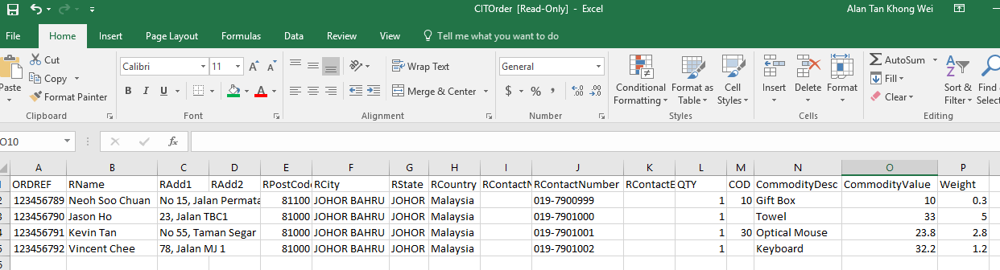 CITOrder [Read-Only] - Excel Alan Tan Khong Wei
File Home Insert Page Layout Formulas Data Review View Tell me what you want to do
Cut
Copy
Paste
Format Painter
Clipboard
Calibri 11 A A
B I U A
Font
Wrap Text
Merge & Center
Alignment
General
$ % , .00 .0
Number
Conditional Formatting
Format as Table
Cell Styles
Styles
Insert Delete Format
Cells
AutoSum
Fill
Clear
Sort & Filter
Find & Select
Editing
O10 fx
A B C D E F G H I J K L M N O P
1 ORDREF RName RAdd1 RAdd2 RPostCode RCity RState RCountry RContactN RContactNumber RContactE QTY COD CommodityDesc CommodityValue Weight
2 123456789 Neoh Soo Chuan No 15, Jalan Permata 81100 JOHOR BAHRU JOHOR Malaysia 019-7900999 1 10 Gift Box 10 0.3
3 123456790 Jason Ho 23, Jalan TBC1 81000 JOHOR BAHRU JOHOR Malaysia 019-7901000 1 Towel 33 5
4 123456791 Kevin Tan No 55, Taman Segar 81000 JOHOR BAHRU JOHOR Malaysia 019-7901001 1 30 Optical Mouse 23.8 2.8
5 123456792 Vincent Chee 78, Jalan MJ 1 81000 JOHOR BAHRU JOHOR Malaysia 019-7901002 1 Keyboard 32.2 1.2
6